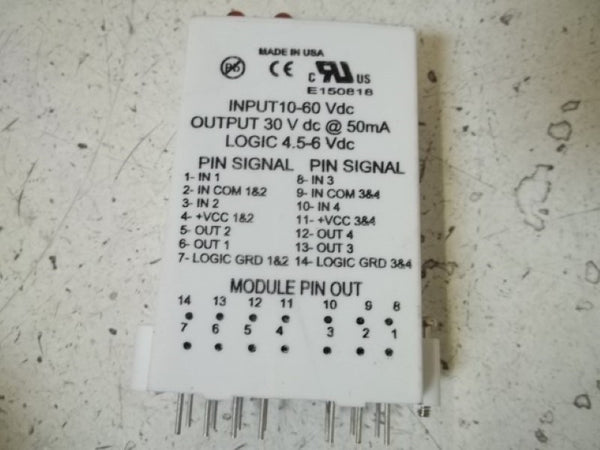 MADE IN USA
Pb CE c RU US
E150818
INPUT10-60 Vdc
OUTPUT 30 V dc @ 50mA
LOGIC 4.5-6 Vdc
PIN SIGNAL PIN SIGNAL
1- IN 1 8- IN 3
2- IN COM 1&2 9- IN COM 3&4
3- IN 2 10- IN 4
4- +VCC 1&2 11- +VCC 3&4
5- OUT 2 12- OUT 4
6- OUT 1 13- OUT 3
7- LOGIC GRD 1&2 14- LOGIC GRD 3&4
MODULE PIN OUT
14 13 12 11 10 9 8
7 6 5 4 3 2 1